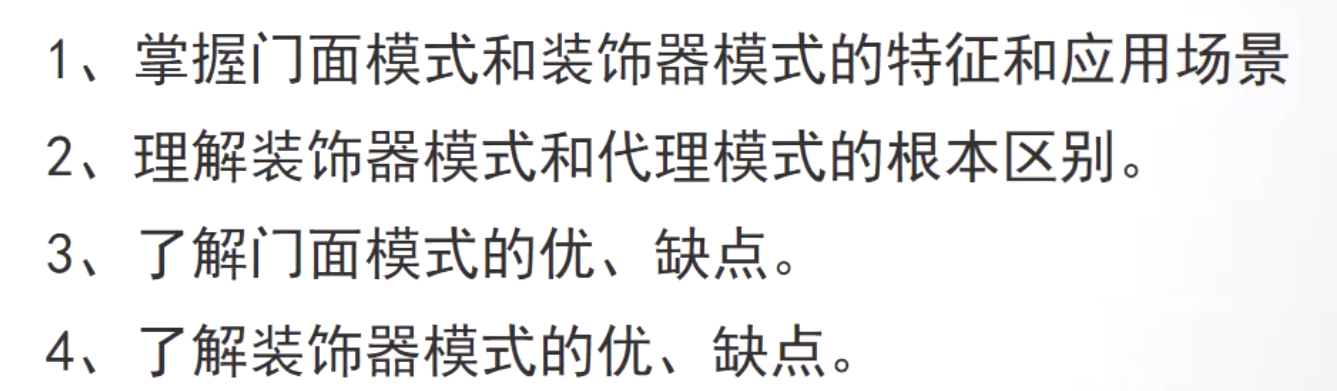 1、掌握门面模式和装饰器模式的特征和应用场景
2、理解装饰器模式和代理模式的根本区别。
3、了解门面模式的优、缺点。
4、了解装饰器模式的优、缺点。